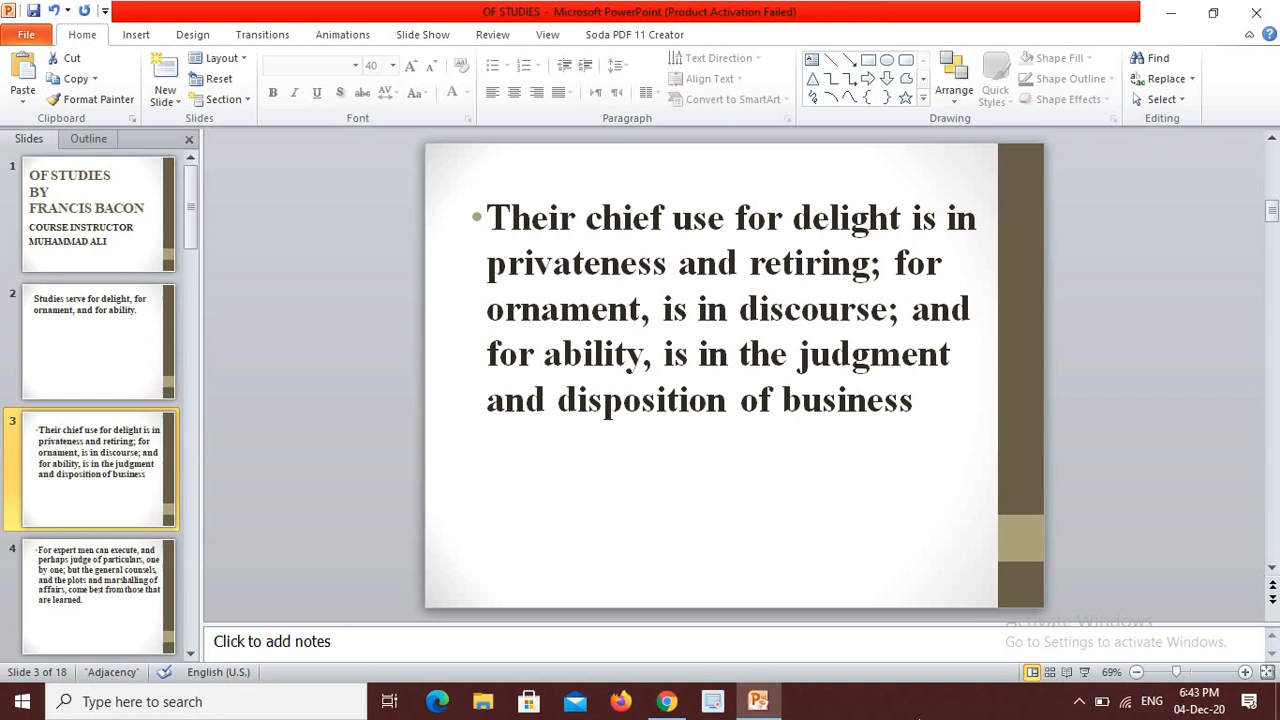 OF STUDIES - Microsoft PowerPoint (Product Activation Failed)
File Home Insert Design Transitions Animations Slide Show Review View Soda PDF 11 Creator
Paste
Cut
Copy
Format Painter
Clipboard
New
Slide
Layout
Reset
Section
Slides
40
B I U S abc AV Aa A
Font
Text Direction
Align Text
Convert to SmartArt
Paragraph
Arrange
Quick
Styles
Shape Fill
Shape Outline
Shape Effects
Drawing
Find
Replace
Select
Editing
Slides Outline
1
OF STUDIES
BY
FRANCIS BACON
COURSE INSTRUCTOR
MUHAMMAD ALI
2
Studies serve for delight, for
ornament, and for ability.
3
•Their chief use for delight is in
privateness and retiring; for
ornament, is in discourse; and
for ability, is in the judgment
and disposition of business
4
•For expert men can execute, and
perhaps judge of particulars, one
by one; but the general counsels,
and the plots and marshalling of
affairs, come best from those that
are learned.
•Their chief use for delight is in
privateness and retiring; for
ornament, is in discourse; and
for ability, is in the judgment
and disposition of business
Activate Windows
Go to Settings to activate Windows.
Click to add notes
Slide 3 of 18 "Adjacency" English (U.S.) 69%
Type here to search
ENG
6:43 PM
04-Dec-20